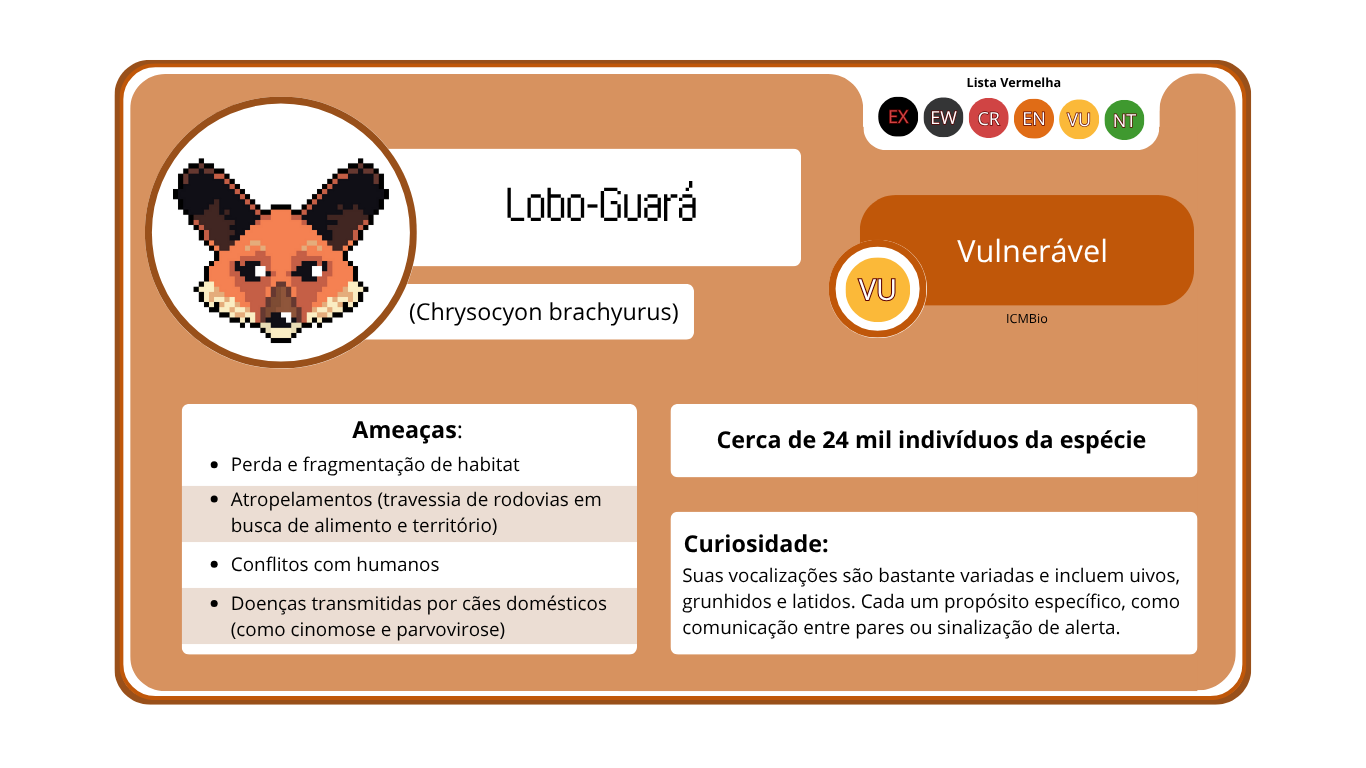 Lista Vermelha
EX EW CR EN VU NT
Lobo-Guará
(Chrysocyon brachyurus)
Vulnerável
VU
ICMBio
Ameaças:
• Perda e fragmentação de habitat
• Atropelamentos (travessia de rodovias em
busca de alimento e território)
• Conflitos com humanos
• Doenças transmitidas por cães domésticos
(como cinomose e parvovirose)
Cerca de 24 mil indivíduos da espécie
Curiosidade:
Suas vocalizações são bastante variadas e incluem uivos,
grunhidos e latidos. Cada um propósito específico, como
comunicação entre pares ou sinalização de alerta.